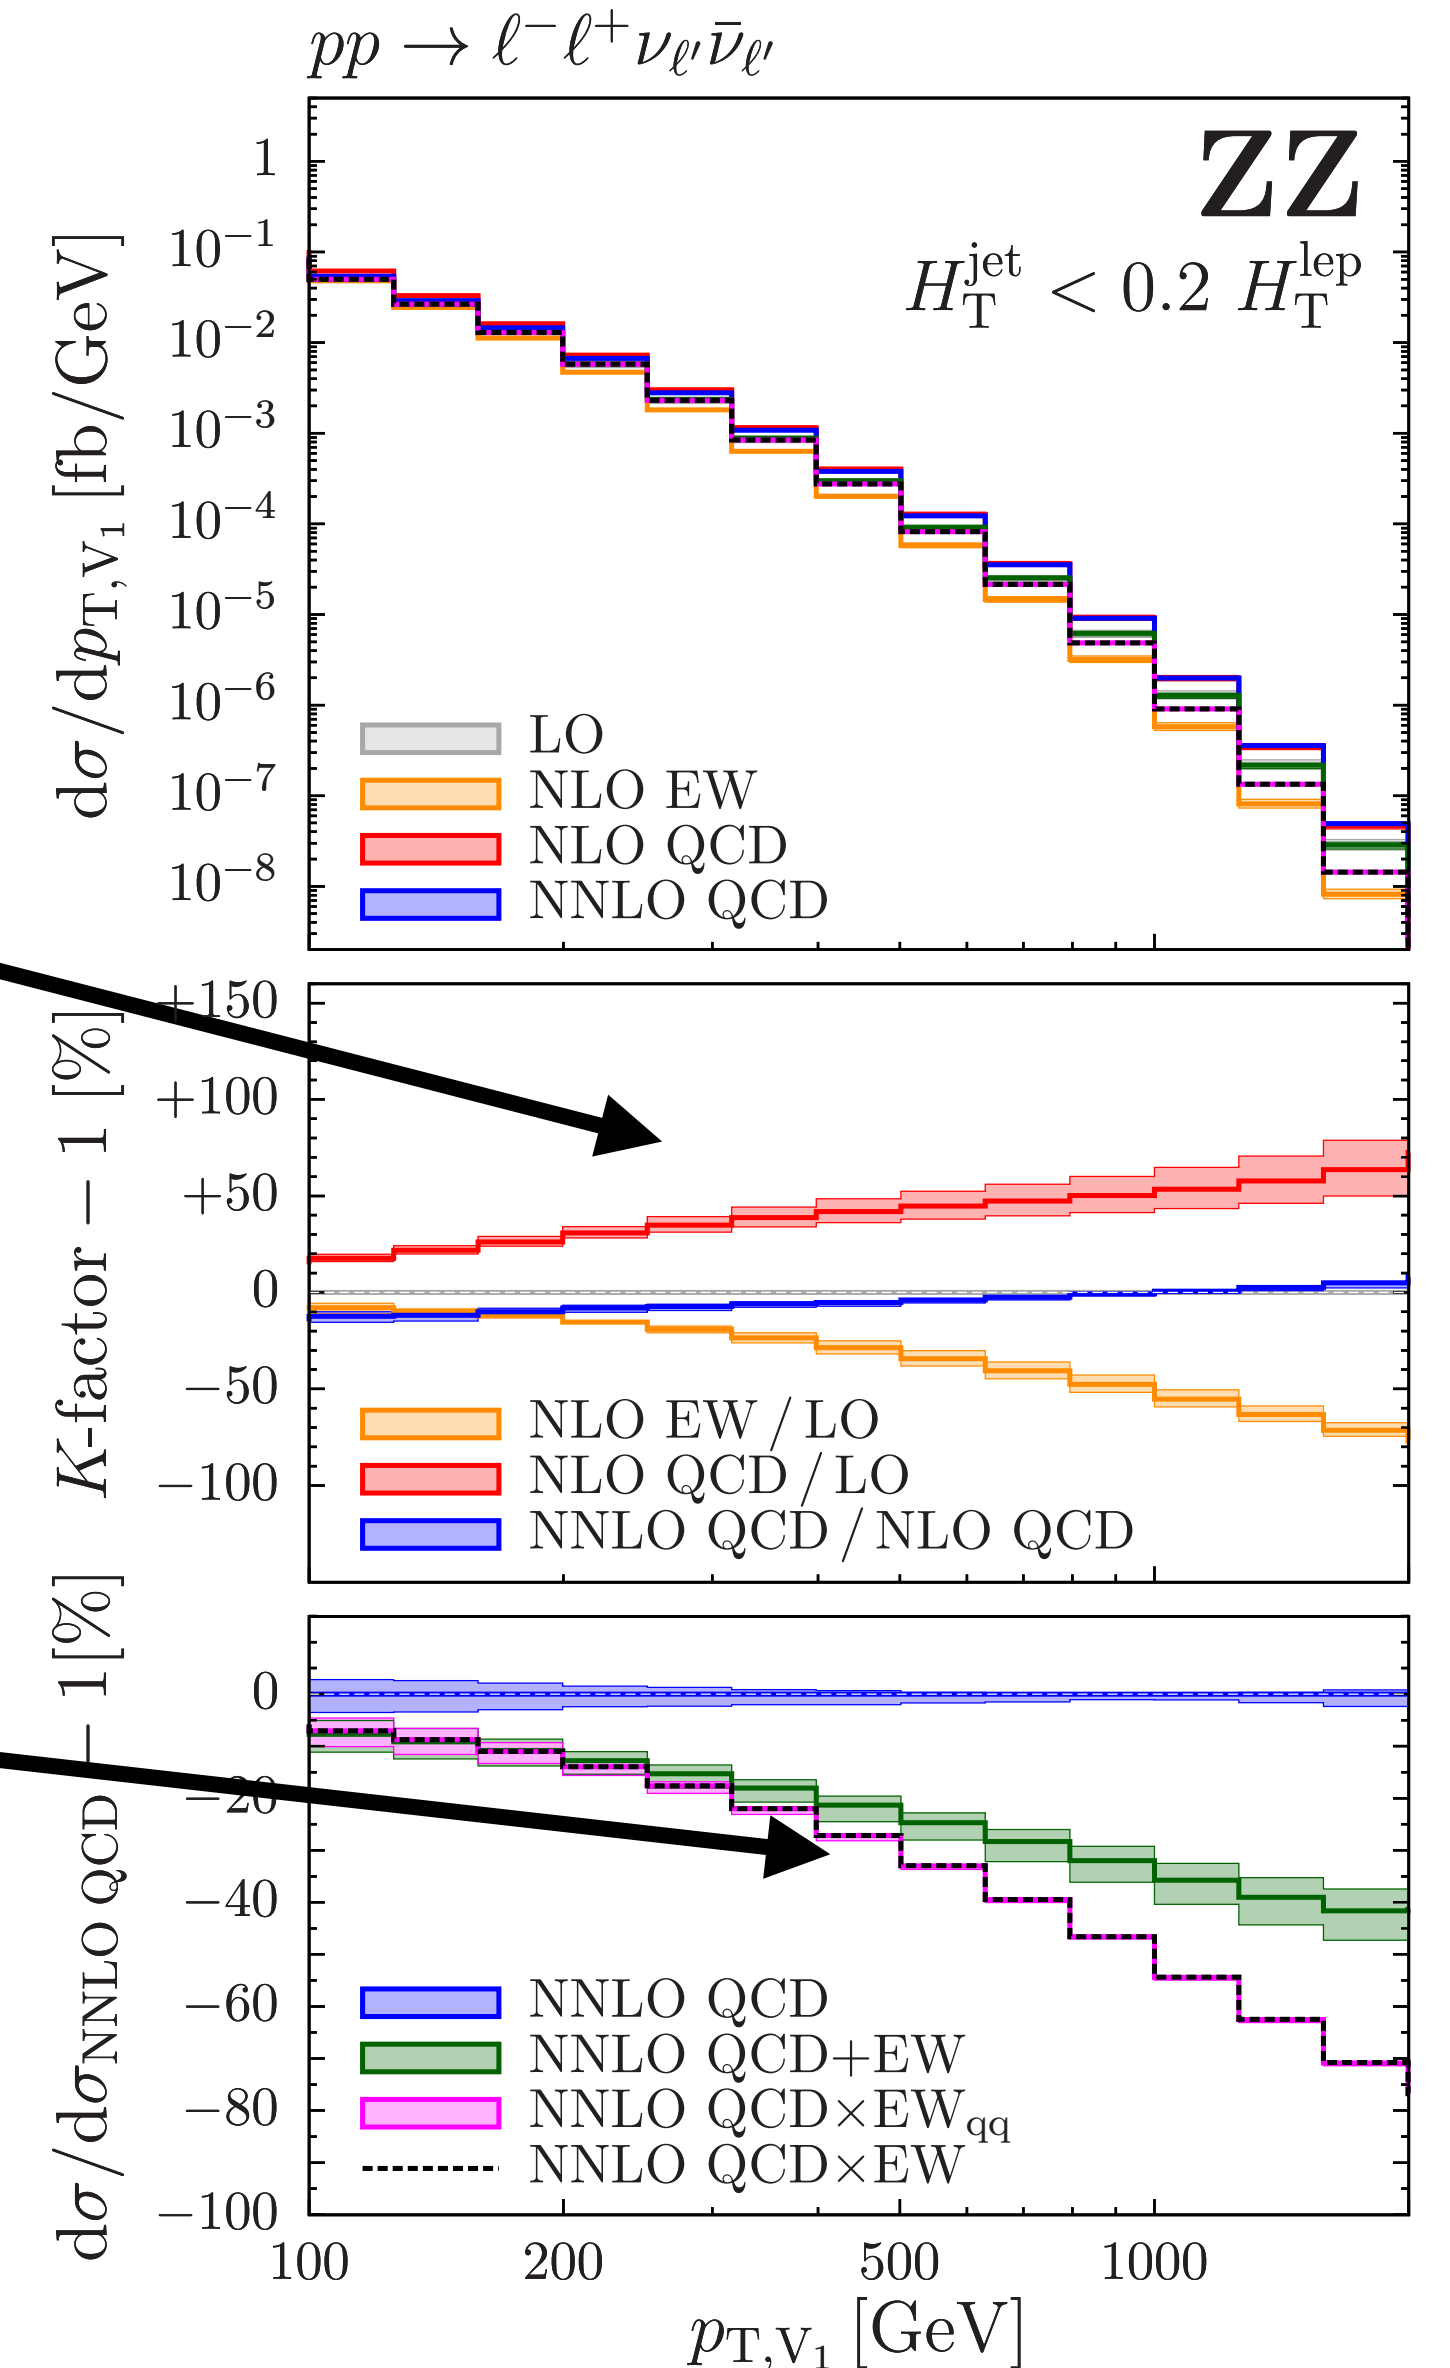 pp → ℓ⁻ℓ⁺ν_ℓ′ν̄_ℓ′
ZZ
H_T^jet < 0.2 H_T^lep
dσ/dp_T,V₁ [fb/GeV]
1
10⁻¹
10⁻²
10⁻³
10⁻⁴
10⁻⁵
10⁻⁶
10⁻⁷
10⁻⁸
LO
NLO EW
NLO QCD
NNLO QCD
K-factor − 1 [%]
+150
+100
+50
0
−50
−100
NLO EW / LO
NLO QCD / LO
NNLO QCD / NLO QCD
dσ/dσ_NNLO QCD − 1[%]
0
−20
−40
−60
−80
−100
NNLO QCD
NNLO QCD+EW
NNLO QCD×EW_qq
NNLO QCD×EW
100 200 500 1000
p_T,V₁ [GeV]